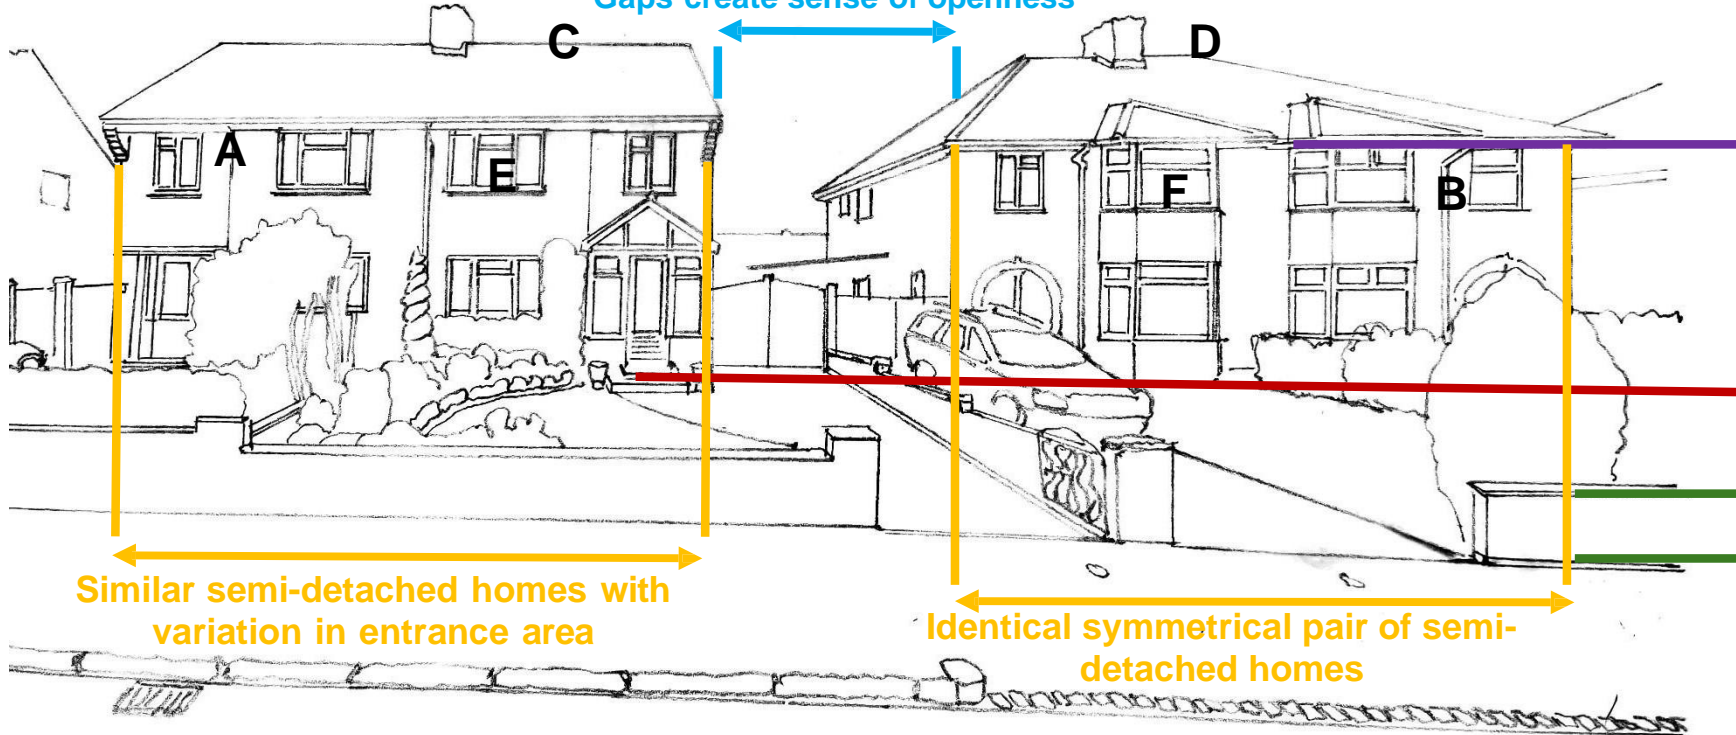 Gaps create sense of openness
C
D
A
E
F
B
Similar semi-detached homes with
variation in entrance area
Identical symmetrical pair of semi-
detached homes